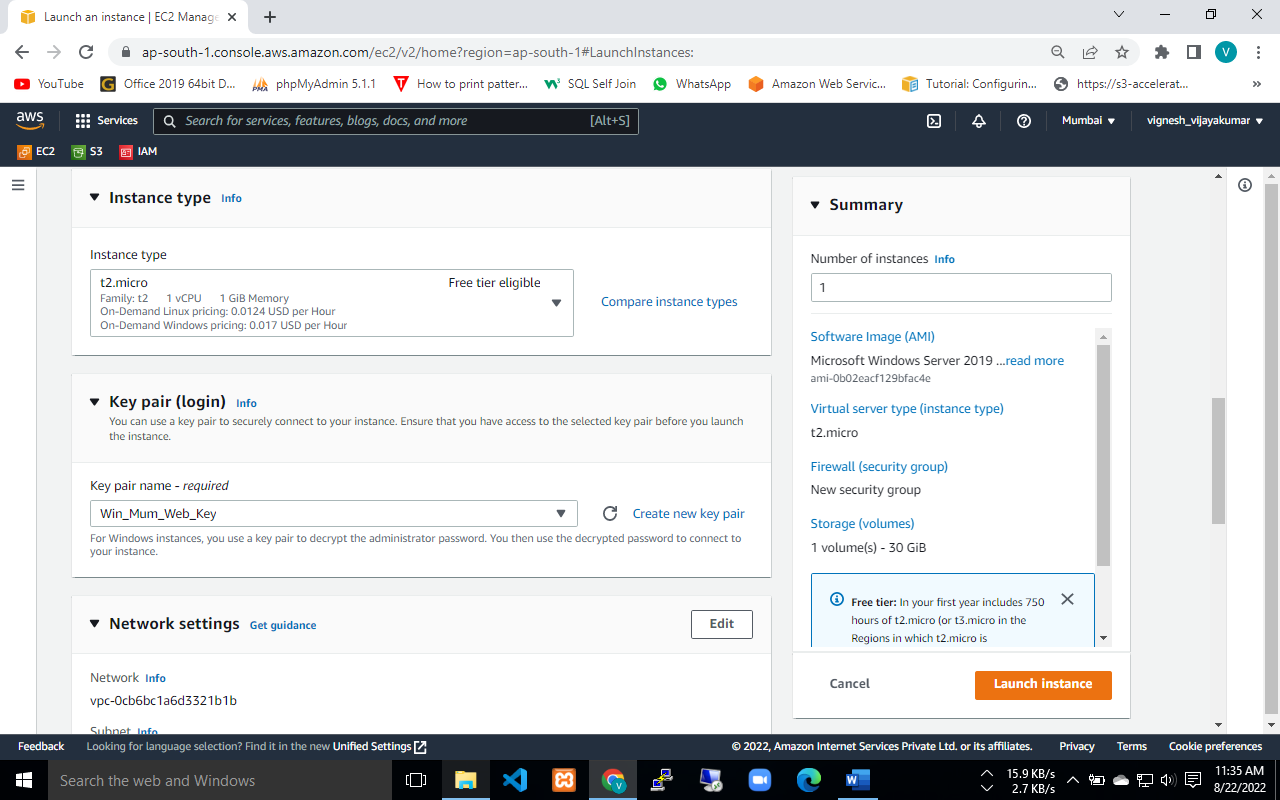 Launch an instance | EC2 Manage
ap-south-1.console.aws.amazon.com/ec2/v2/home?region=ap-south-1#LaunchInstances:
V
YouTube
Office 2019 64bit D...
phpMyAdmin 5.1.1
How to print patter...
SQL Self Join
WhatsApp
Amazon Web Servic...
Tutorial: Configurin...
https://s3-accelerat...
»
aws
Services
Search for services, features, blogs, docs, and more
[Alt+S]
Mumbai
vignesh_vijayakumar
EC2
S3
IAM
Instance type Info
Instance type
t2.micro
Free tier eligible
Family: t2 1 vCPU 1 GiB Memory
On-Demand Linux pricing: 0.0124 USD per Hour
On-Demand Windows pricing: 0.017 USD per Hour
Compare instance types
Key pair (login) Info
You can use a key pair to securely connect to your instance. Ensure that you have access to the selected key pair before you launch
the instance.
Key pair name - required
Win_Mum_Web_Key
Create new key pair
For Windows instances, you use a key pair to decrypt the administrator password. You then use the decrypted password to connect to
your instance.
Network settings Get guidance
Edit
Network Info
vpc-0cb6bc1a6d3321b1b
Subnet Info
Summary
Number of instances Info
1
Software Image (AMI)
Microsoft Windows Server 2019 ...read more
ami-0b02eacf129bfac4e
Virtual server type (instance type)
t2.micro
Firewall (security group)
New security group
Storage (volumes)
1 volume(s) - 30 GiB
Free tier: In your first year includes 750
hours of t2.micro (or t3.micro in the
Regions in which t2.micro is
Cancel
Launch instance
Feedback
Looking for language selection? Find it in the new Unified Settings
© 2022, Amazon Internet Services Private Ltd. or its affiliates.
Privacy
Terms
Cookie preferences
Search the web and Windows
15.9 KB/s
2.7 KB/s
11:35 AM
8/22/2022